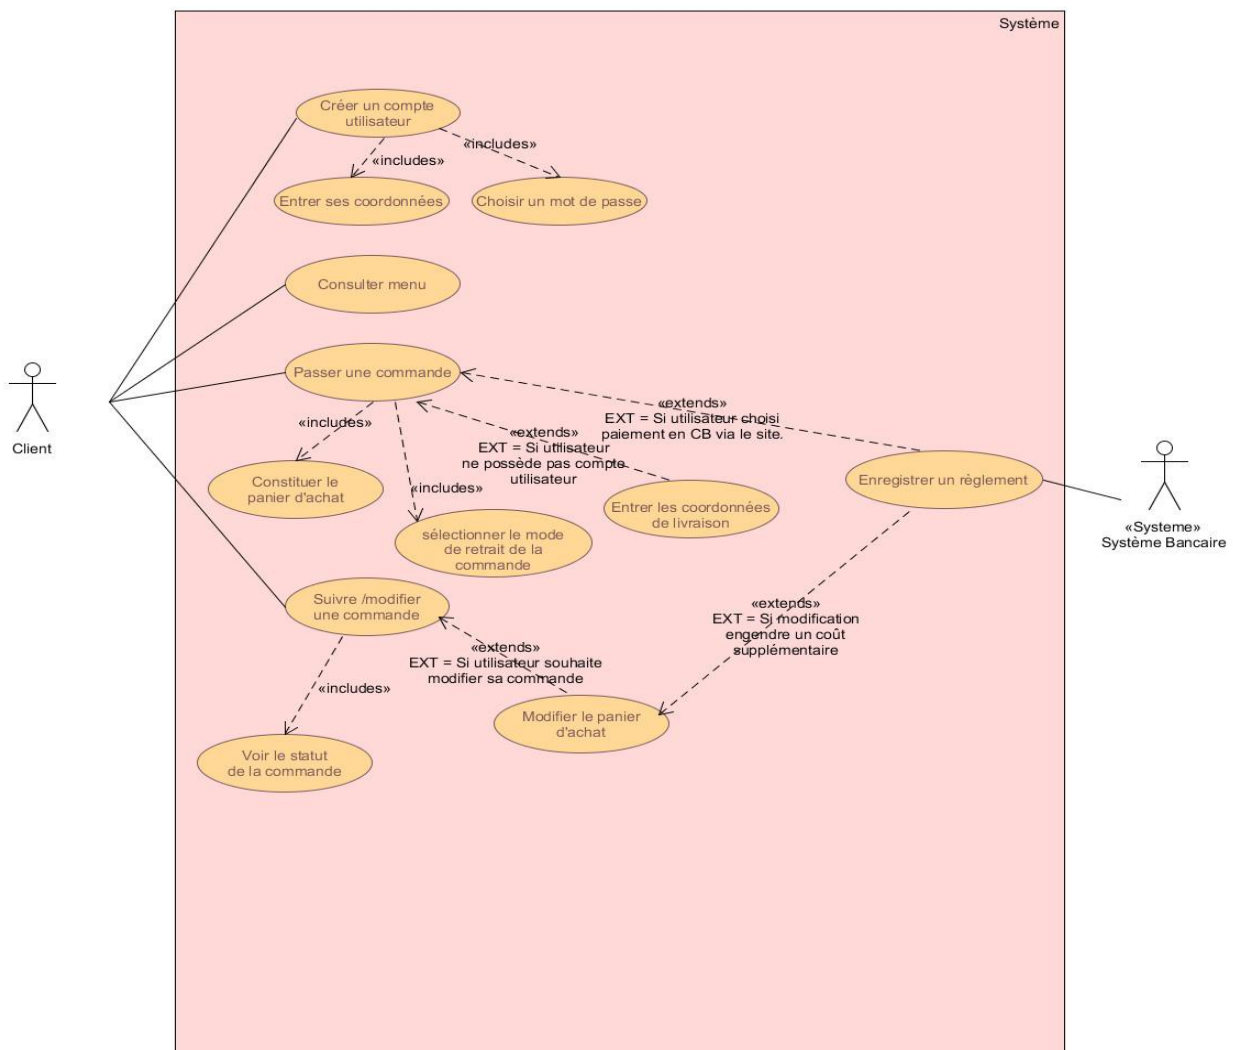 Système
Créer un compte
utilisateur
«includes»
«includes»
Entrer ses coordonnées
Choisir un mot de passe
Consulter menu
Passer une commande
«extends»
EXT = Si utilisateur choisi
paiement en CB via le site.
«includes»
«extends»
EXT = Si utilisateur
ne possède pas compte
utilisateur
Client
Constituer le
panier d'achat
«includes»
Entrer les coordonnées
de livraison
Enregistrer un règlement
«Systeme»
Système Bancaire
sélectionner le mode
de retrait de la
commande
Suivre /modifier
une commande
«extends»
EXT = Si modification
engendre un coût
supplémentaire
«extends»
EXT = Si utilisateur souhaite
modifier sa commande
«includes»
Modifier le panier
d'achat
Voir le statut
de la commande